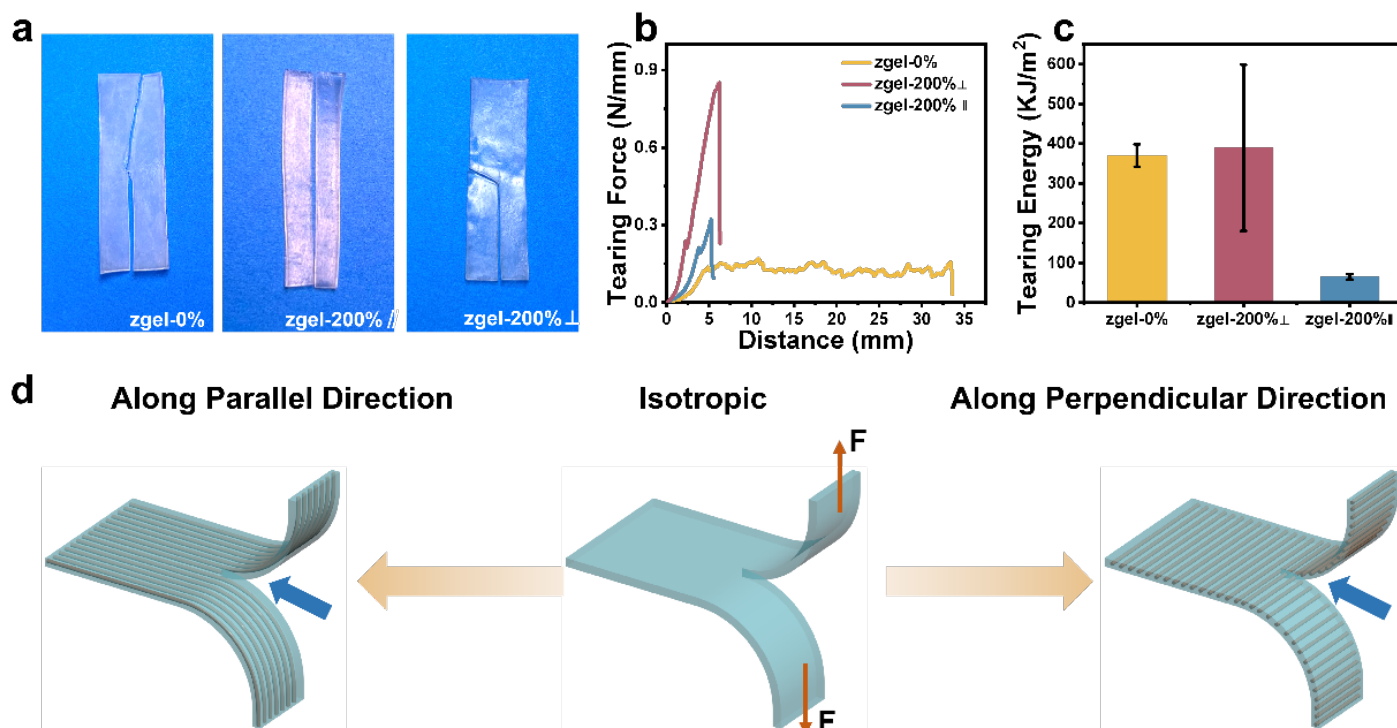 a
zgel-0%
zgel-200% //
zgel-200%⊥
b
Tearing Force (N/mm)
0.9
0.6
0.3
0.0
zgel-0%
zgel-200%⊥
zgel-200% ∥
0 5 10 15 20 25 30 35
Distance (mm)
c
Tearing Energy (KJ/m²)
600
500
400
300
200
100
0
zgel-0% zgel-200%⊥ zgel-200%∥
d
Along Parallel Direction
Isotropic
Along Perpendicular Direction
F
F